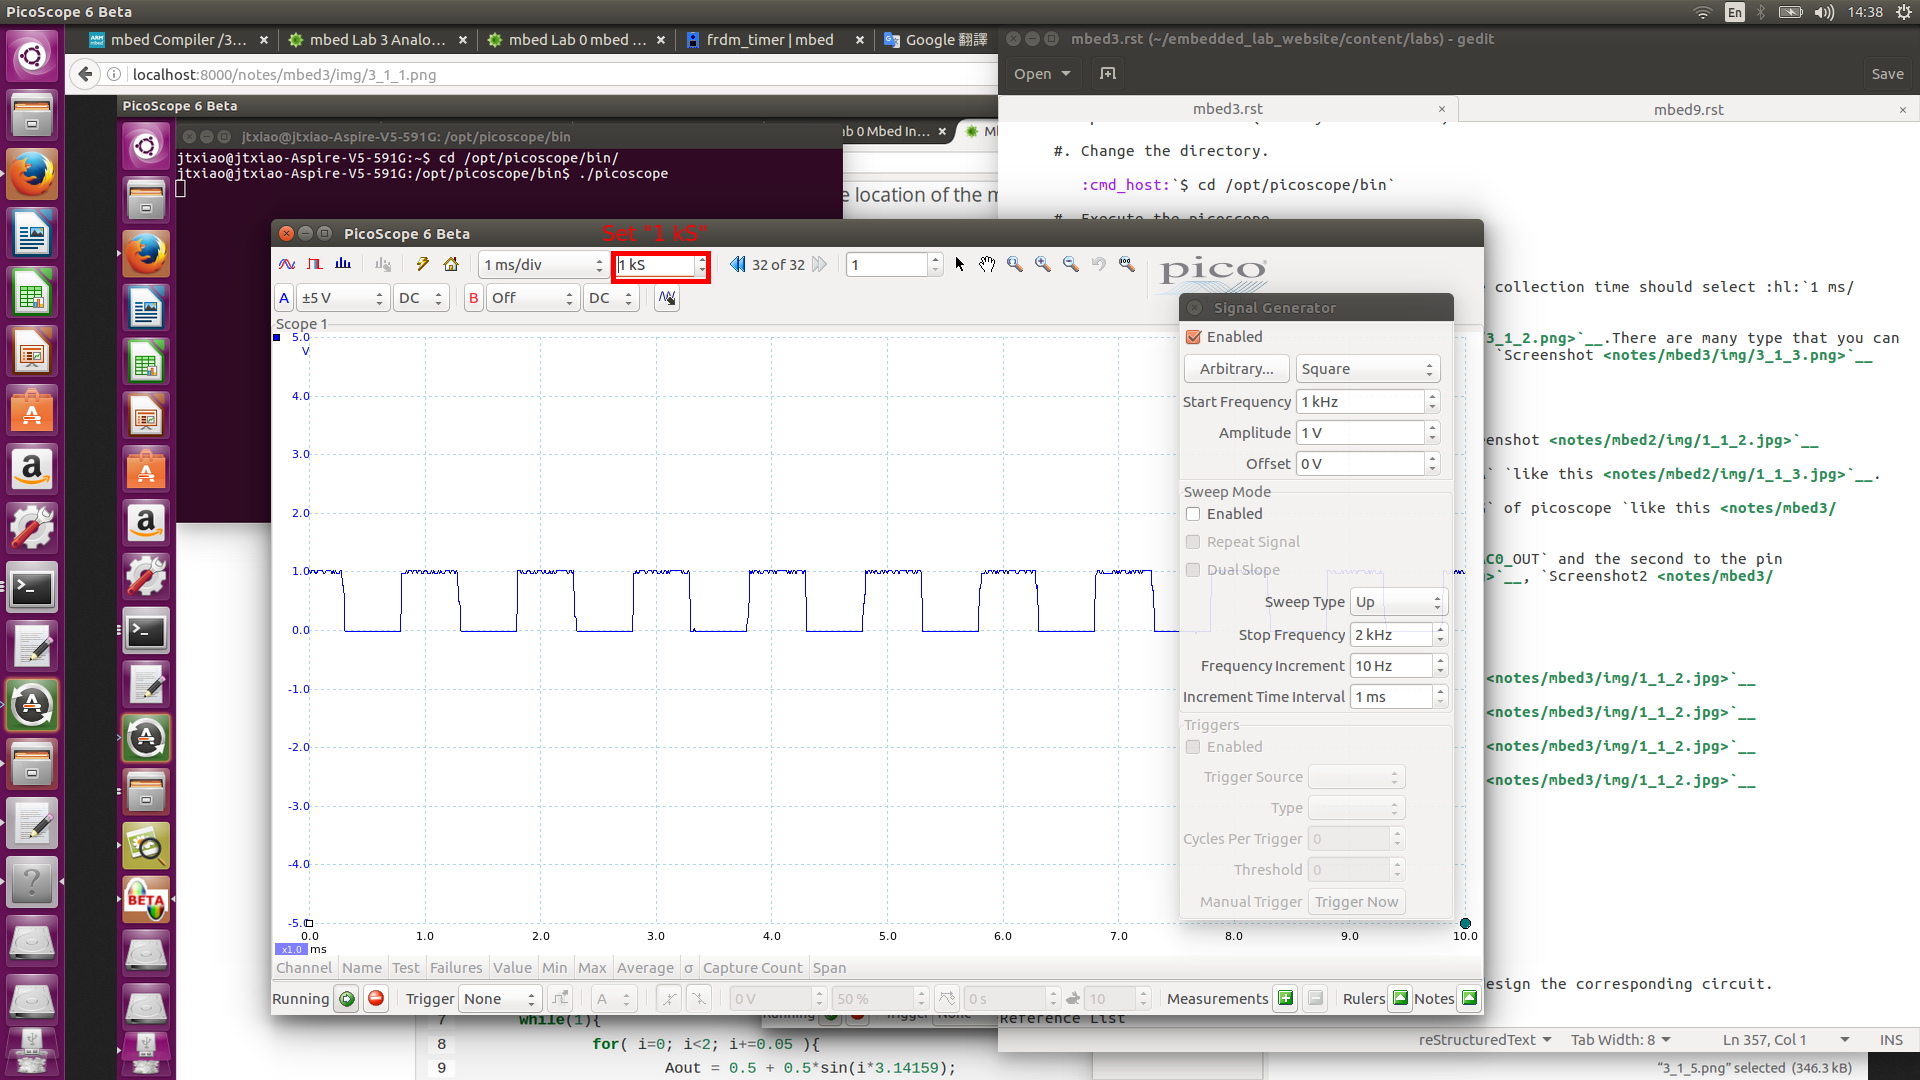 PicoScope 6 Beta
En
14:38
mbed Compiler /3... ×
mbed Lab 3 Analo... ×
mbed Lab 0 mbed ... ×
frdm_timer | mbed ×
Google 翻譯
mbed3.rst (~/embedded_lab_website/content/labs) - gedit
localhost:8000/notes/mbed3/img/3_1_1.png
Open
Save
PicoScope 6 Beta
mbed3.rst ×
mbed9.rst ×
jtxiao@jtxiao-Aspire-V5-591G: /opt/picoscope/bin
jtxiao@jtxiao-Aspire-V5-591G:~$ cd /opt/picoscope/bin/
jtxiao@jtxiao-Aspire-V5-591G:/opt/picoscope/bin$ ./picoscope
b 0 Mbed In... ×
e location of the m
#. Change the directory.
:cmd_host:`$ cd /opt/picoscope/bin`
#. Execute the picoscope
PicoScope 6 Beta
Set "1 kS"
1 ms/div
1 kS
32 of 32
1
pico
A
±5 V
DC
B
Off
DC
Scope 1
5.0
V
4.0
3.0
2.0
1.0
0.0
-1.0
-2.0
-3.0
-4.0
-5.0
0.0 1.0 2.0 3.0 4.0 5.0 6.0 7.0 8.0 9.0 10.0
x1.0 ms
Signal Generator
Enabled
Arbitrary... Square
Start Frequency 1 kHz
Amplitude 1 V
Offset 0 V
Sweep Mode
Enabled
Repeat Signal
Dual Slope
Sweep Type Up
Stop Frequency 2 kHz
Frequency Increment 10 Hz
Increment Time Interval 1 ms
Triggers
Enabled
Trigger Source
Type
Cycles Per Trigger 0
Threshold 0
Manual Trigger Trigger Now
Channel Name Test Failures Value Min Max Average σ Capture Count Span
Running Trigger None A 0 V 50 % 0 s 10 Measurements Rulers Notes
collection time should select :hl:`1 ms/
3_1_2.png>`__.There are many type that you can
`Screenshot <notes/mbed3/img/3_1_3.png>`__
enshot <notes/mbed2/img/1_1_2.jpg>`__
`like this <notes/mbed2/img/1_1_3.jpg>`__.
of picoscope `like this <notes/mbed3/
AC0_OUT` and the second to the pin
>`__, `Screenshot2 <notes/mbed3/
<notes/mbed3/img/1_1_2.jpg>`__
<notes/mbed3/img/1_1_2.jpg>`__
<notes/mbed3/img/1_1_2.jpg>`__
<notes/mbed3/img/1_1_2.jpg>`__
design the corresponding circuit.
Reference List
7 while(1){
8 for( i=0; i<2; i+=0.05 ){
9 Aout = 0.5 + 0.5*sin(i*3.14159);
reStructuredText Tab Width: 8 Ln 357, Col 1 INS
"3_1_5.png" selected (346.3 kB)
BETA
BETA